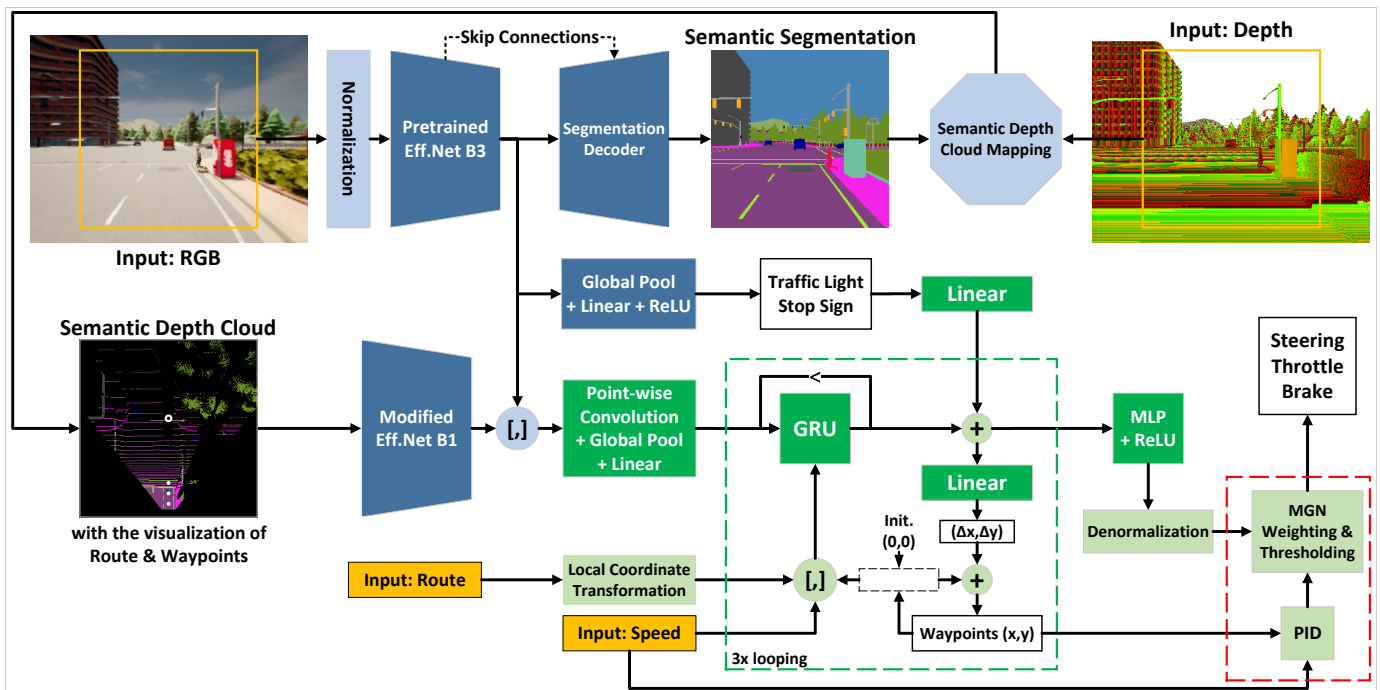 Skip Connections
Semantic Segmentation
Input: Depth
Normalization
Pretrained
Eff.Net B3
Segmentation
Decoder
Semantic Depth
Cloud Mapping
Input: RGB
Global Pool
+ Linear + ReLU
Traffic Light
Stop Sign
Linear
Semantic Depth Cloud
Steering
Throttle
Brake
Modified
Eff.Net B1
[,]
Point-wise
Convolution
+ Global Pool
+ Linear
<
GRU
+
MLP
+ ReLU
Linear
with the visualization of
Route & Waypoints
Init.
(0,0)
(Δx,Δy)
Denormalization
MGN
Weighting &
Thresholding
Input: Route
Local Coordinate
Transformation
[,]
+
Input: Speed
Waypoints (x,y)
PID
3x looping